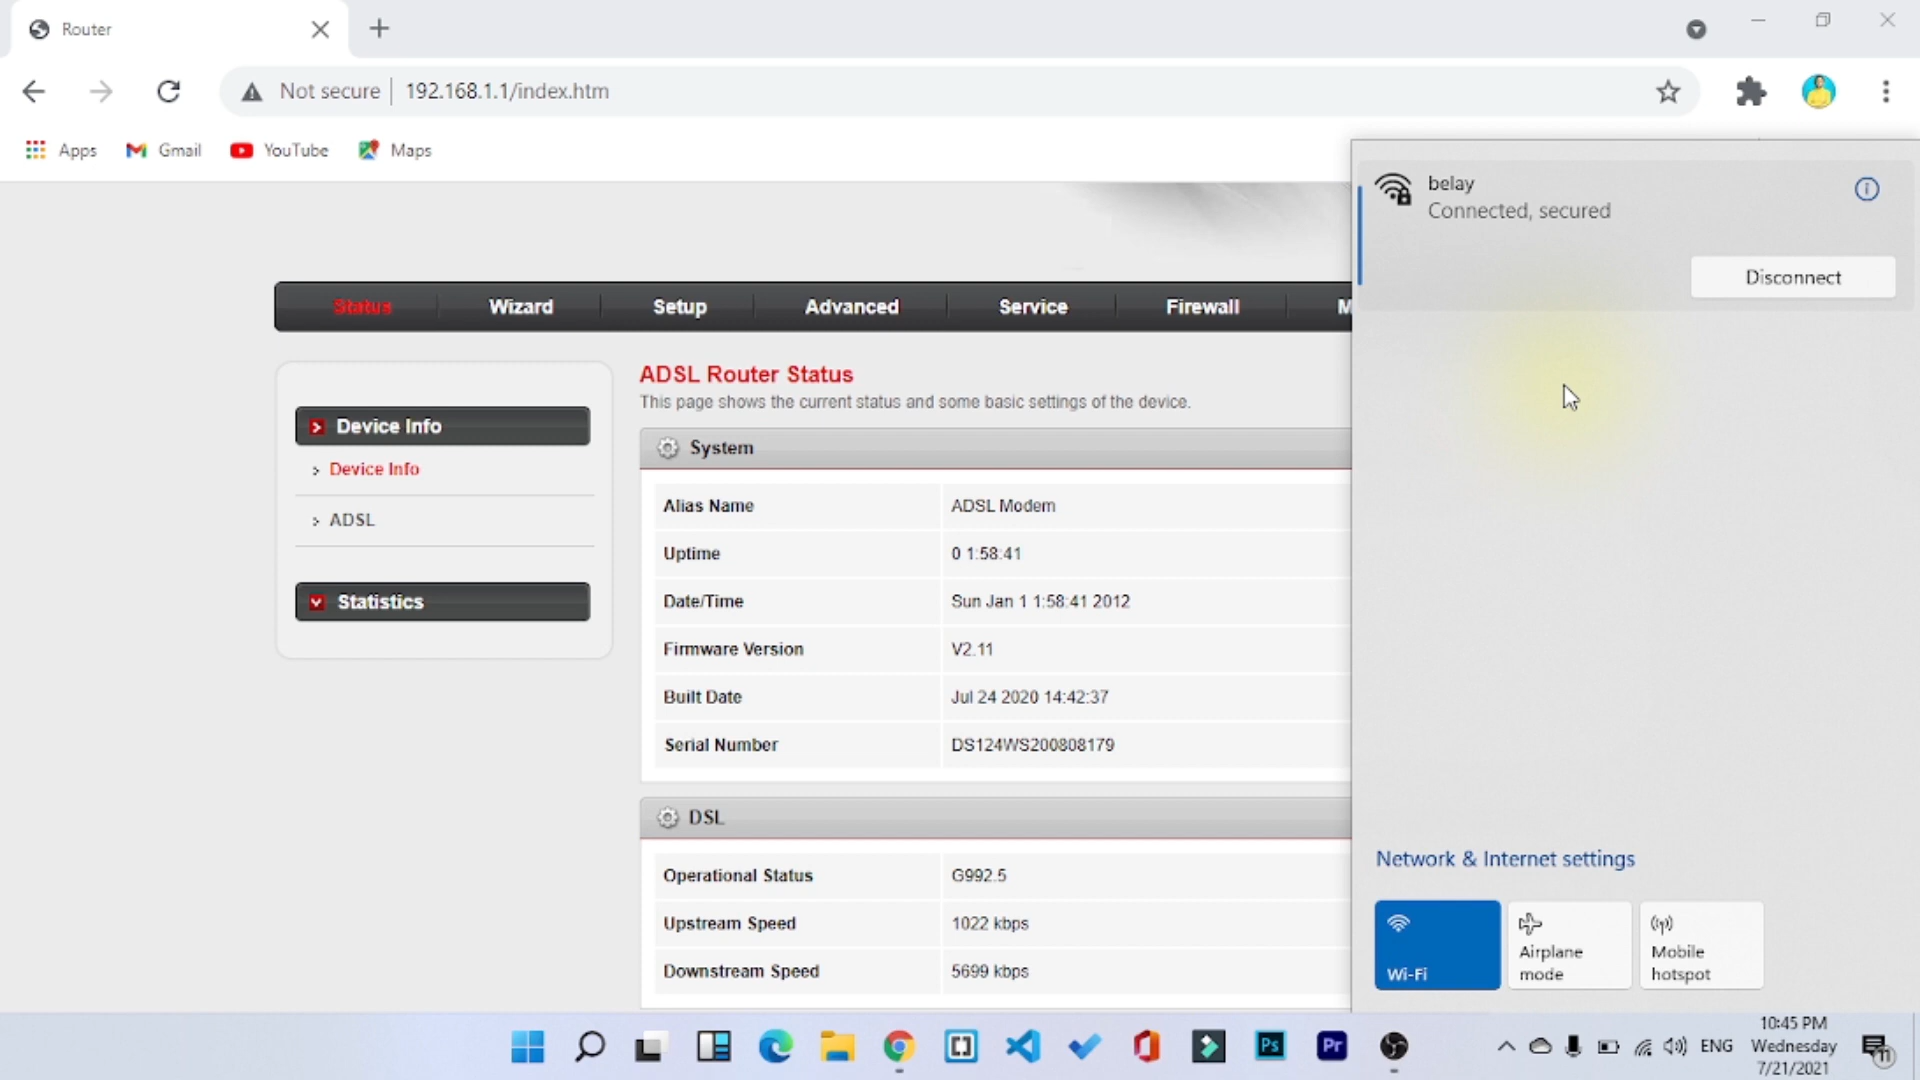 Router
Not secure
192.168.1.1/index.htm
Apps
Gmail
YouTube
Maps
belay
Connected, secured
Disconnect
Status
Wizard
Setup
Advanced
Service
Firewall
M
Device Info
Device Info
ADSL
Statistics
ADSL Router Status
This page shows the current status and some basic settings of the device.
System
Alias Name ADSL Modem
Uptime 0 1:58:41
Date/Time Sun Jan 1 1:58:41 2012
Firmware Version V2.11
Built Date Jul 24 2020 14:42:37
Serial Number DS124WS200808179
DSL
Operational Status G992.5
Upstream Speed 1022 kbps
Downstream Speed 5699 kbps
Network & Internet settings
Wi-Fi
Airplane
mode
Mobile
hotspot
Ps
Pr
ENG
10:45 PM
Wednesday
7/21/2021
11